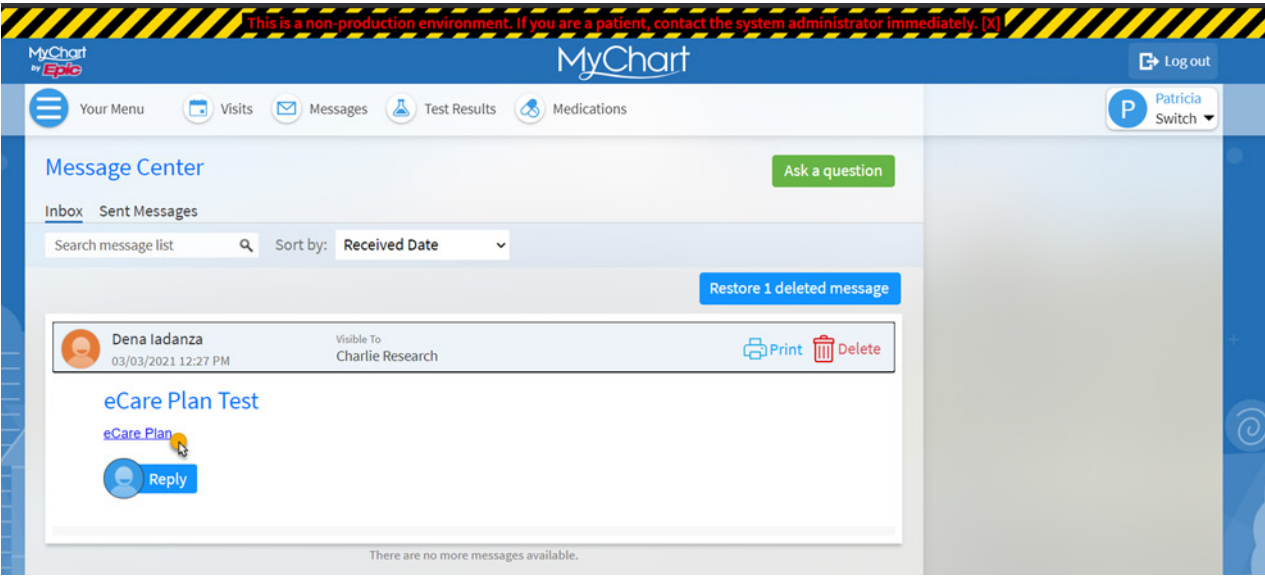 This is a non-production environment. If you are a patient, contact the system administrator immediately. [X]
MyChart
by Epic
MyChart
Log out
Your Menu
Visits
Messages
Test Results
Medications
P
Patricia
Switch
Message Center
Ask a question
Inbox
Sent Messages
Search message list
Sort by:
Received Date
Restore 1 deleted message
Dena Iadanza
03/03/2021 12:27 PM
Visible To
Charlie Research
Print
Delete
eCare Plan Test
eCare Plan
Reply
There are no more messages available.